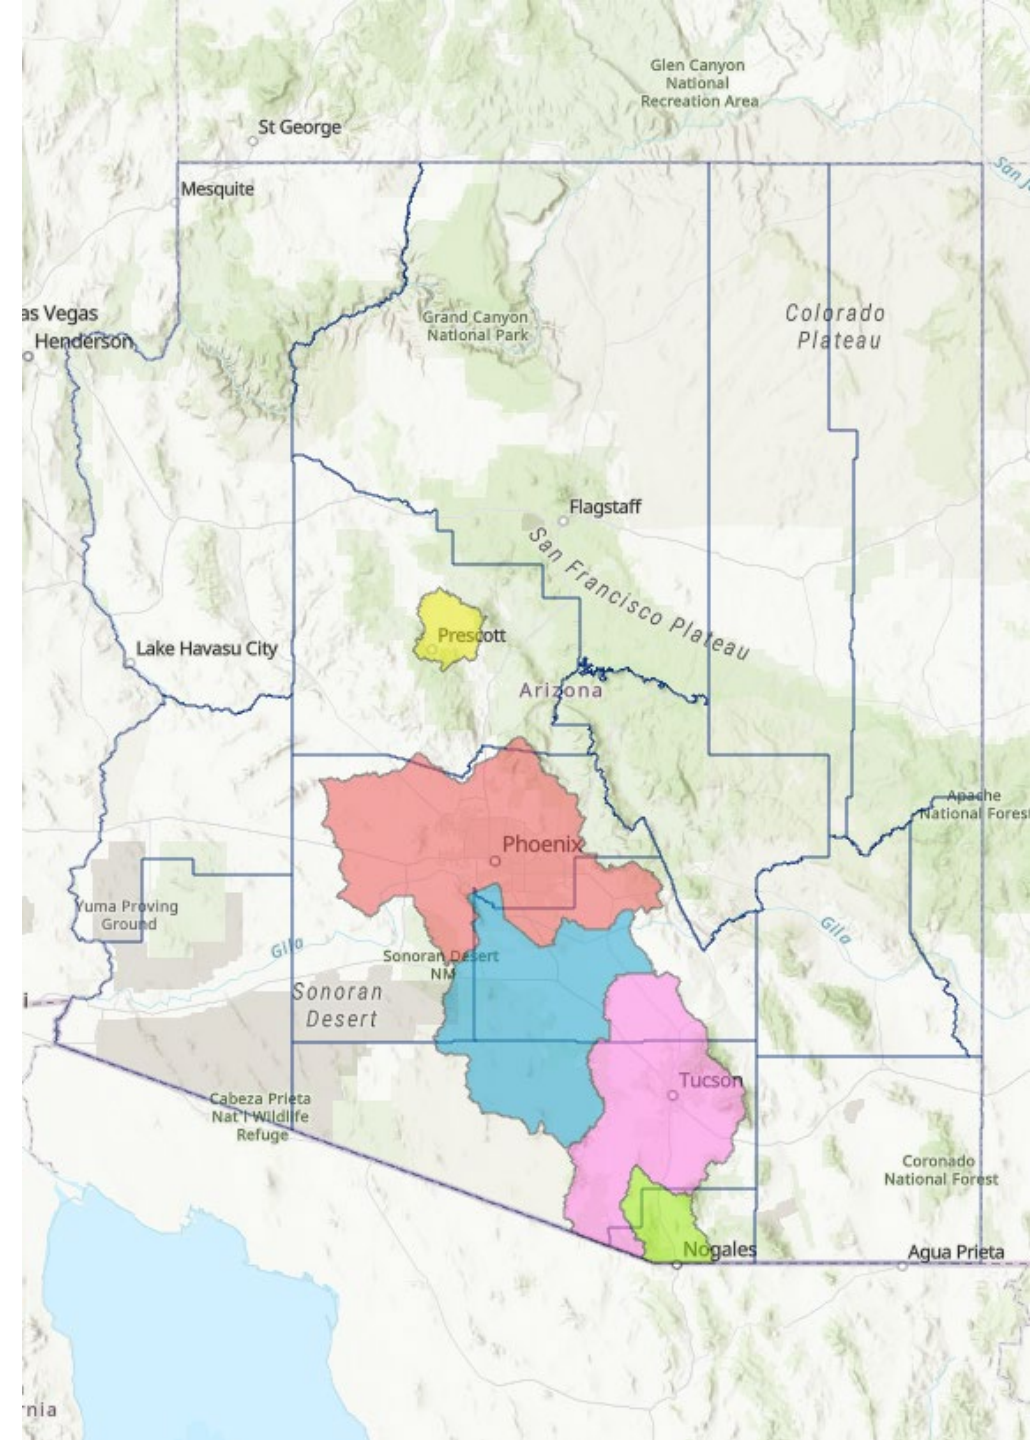 Glen Canyon
National
Recreation Area
St George
San J
Mesquite
as Vegas
Henderson
Grand Canyon
National Park
Colorado
Plateau
Flagstaff
San Francisco Plateau
Prescott
Lake Havasu City
Arizona
Apache
National Forest
Phoenix
Yuma Proving
Ground
Gila
Gila
Sonoran Desert
NM
Sonoran
Desert
i
Tucson
Cabeza Prieta
Nat'l Wildlife
Refuge
Coronado
National Forest
Nogales
Agua Prieta
rnia